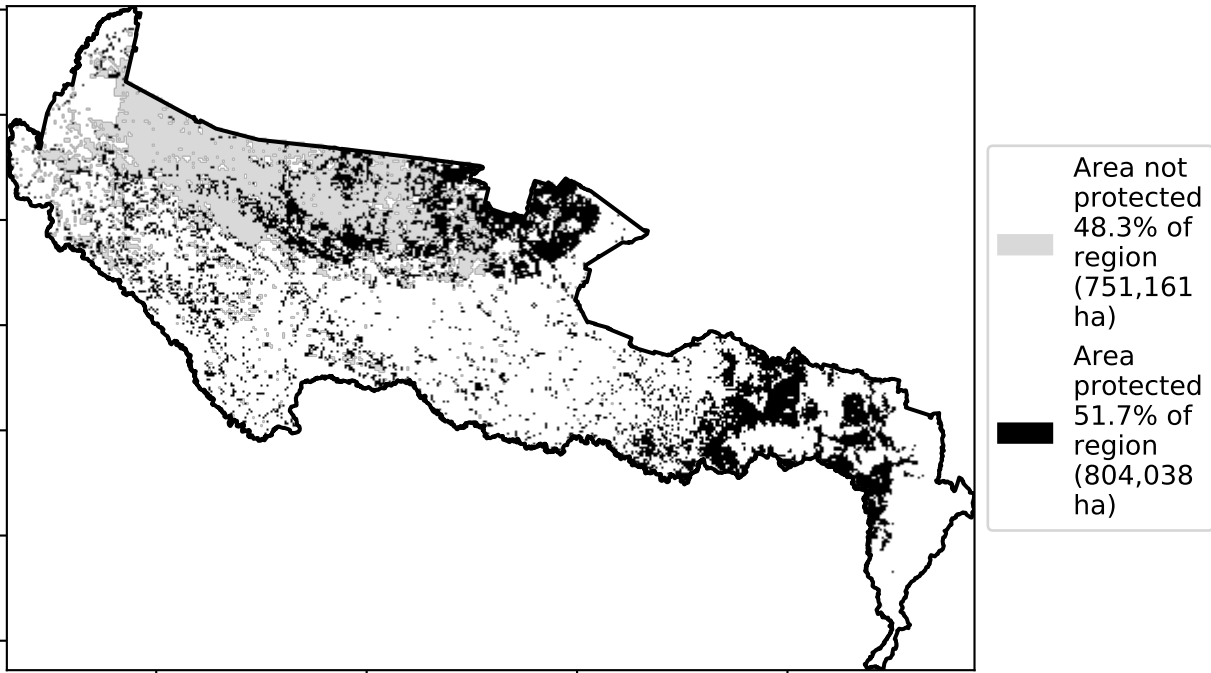 Area not
protected
48.3% of
region
(751,161
ha)
Area
protected
51.7% of
region
(804,038
ha)